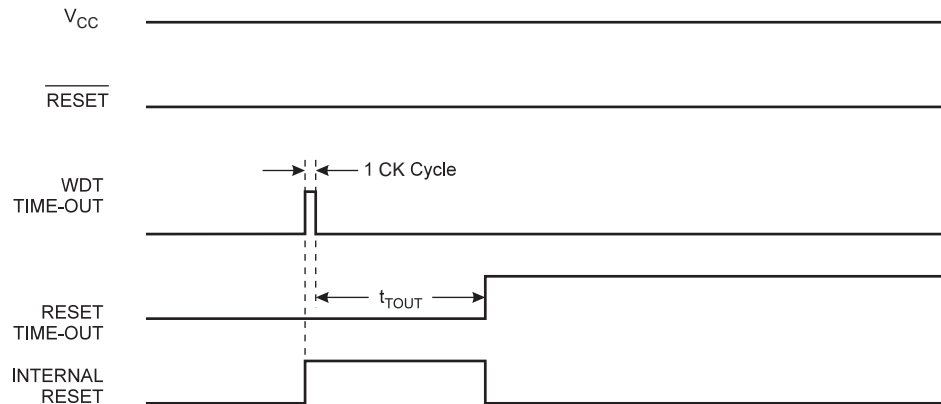 VCC
RESET
1 CK Cycle
WDT
TIME-OUT
tTOUT
RESET
TIME-OUT
INTERNAL
RESET